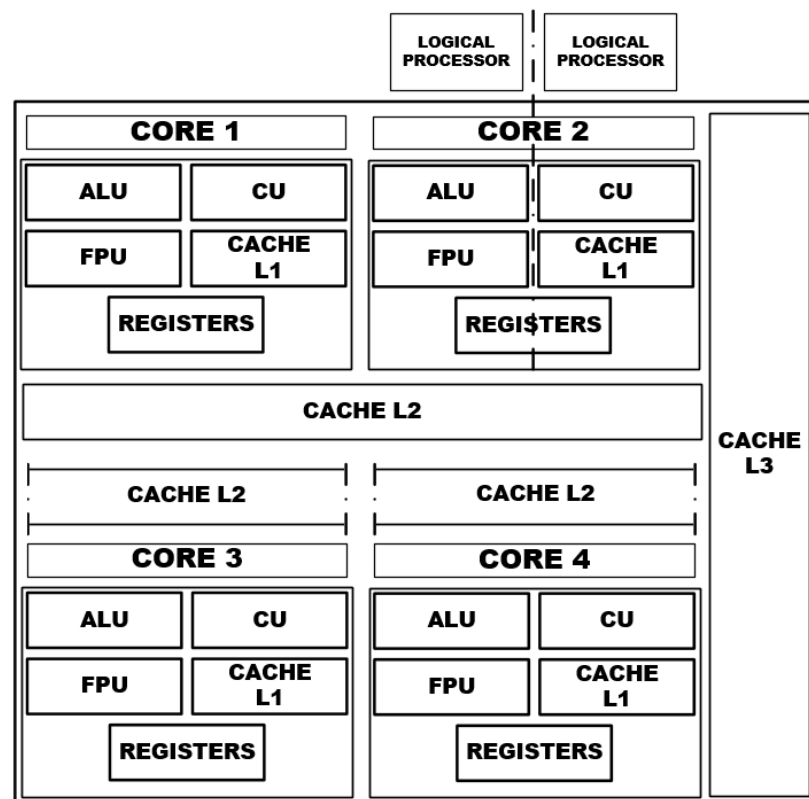 LOGICAL
PROCESSOR
LOGICAL
PROCESSOR
CORE 1
CORE 2
ALU
CU
ALU
CU
FPU
CACHE
L1
FPU
CACHE
L1
REGISTERS
REGISTERS
CACHE L2
CACHE
L3
CACHE L2
CACHE L2
CORE 3
CORE 4
ALU
CU
ALU
CU
FPU
CACHE
L1
FPU
CACHE
L1
REGISTERS
REGISTERS